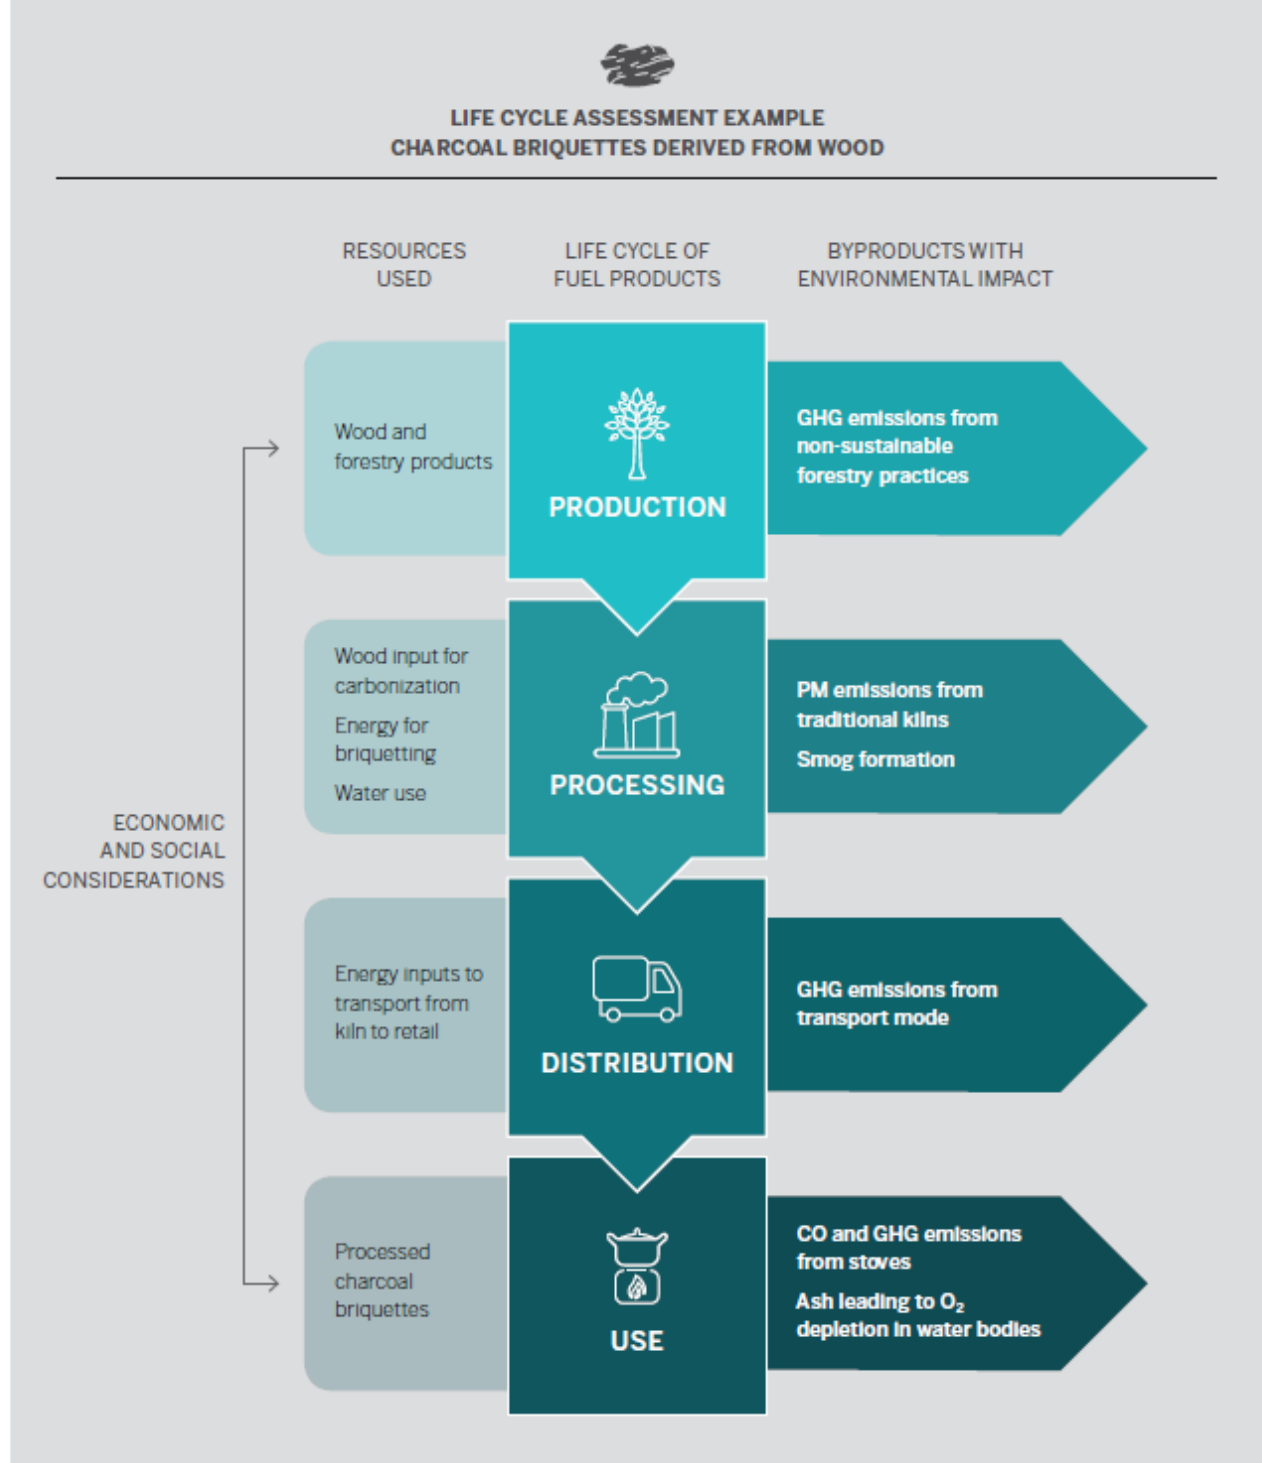 LIFE CYCLE ASSESSMENT EXAMPLE
CHARCOAL BRIQUETTES DERIVED FROM WOOD
RESOURCES
USED
LIFE CYCLE OF
FUEL PRODUCTS
BYPRODUCTS WITH
ENVIRONMENTAL IMPACT
Wood and
forestry products
PRODUCTION
GHG emissions from
non-sustainable
forestry practices
Wood input for
carbonization
Energy for
briquetting
Water use
PROCESSING
PM emissions from
traditional kilns
Smog formation
ECONOMIC
AND SOCIAL
CONSIDERATIONS
Energy inputs to
transport from
kiln to retail
DISTRIBUTION
GHG emissions from
transport mode
Processed
charcoal
briquettes
USE
CO and GHG emissions
from stoves
Ash leading to O₂
depletion in water bodies